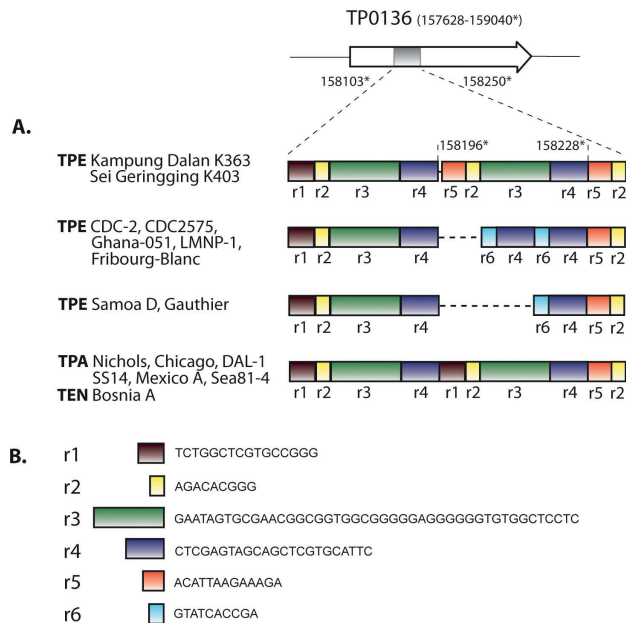 TP0136 (157628-159040*)
158103* 158250*
A.
158196* 158228*
TPE Kampung Dalan K363
Sei Geringging K403
r1 r2 r3 r4 r5 r2 r3 r4 r5 r2
TPE CDC-2, CDC2575,
Ghana-051, LMNP-1,
Fribourg-Blanc
r1 r2 r3 r4 r6 r4 r6 r4 r5 r2
TPE Samoa D, Gauthier
r1 r2 r3 r4 r6 r4 r5 r2
TPA Nichols, Chicago, DAL-1
SS14, Mexico A, Sea81-4
TEN Bosnia A
r1 r2 r3 r4 r1 r2 r3 r4 r5 r2
B.
r1 TCTGGCTCGTGCCGGG
r2 AGACACGGG
r3 GAATAGTGCGAACGGCGGTGGCGGGGGAGGGGGGTGTGGCTCCTC
r4 CTCGAGTAGCAGCTCGTGCATTC
r5 ACATTAAGAAAGA
r6 GTATCACCGA